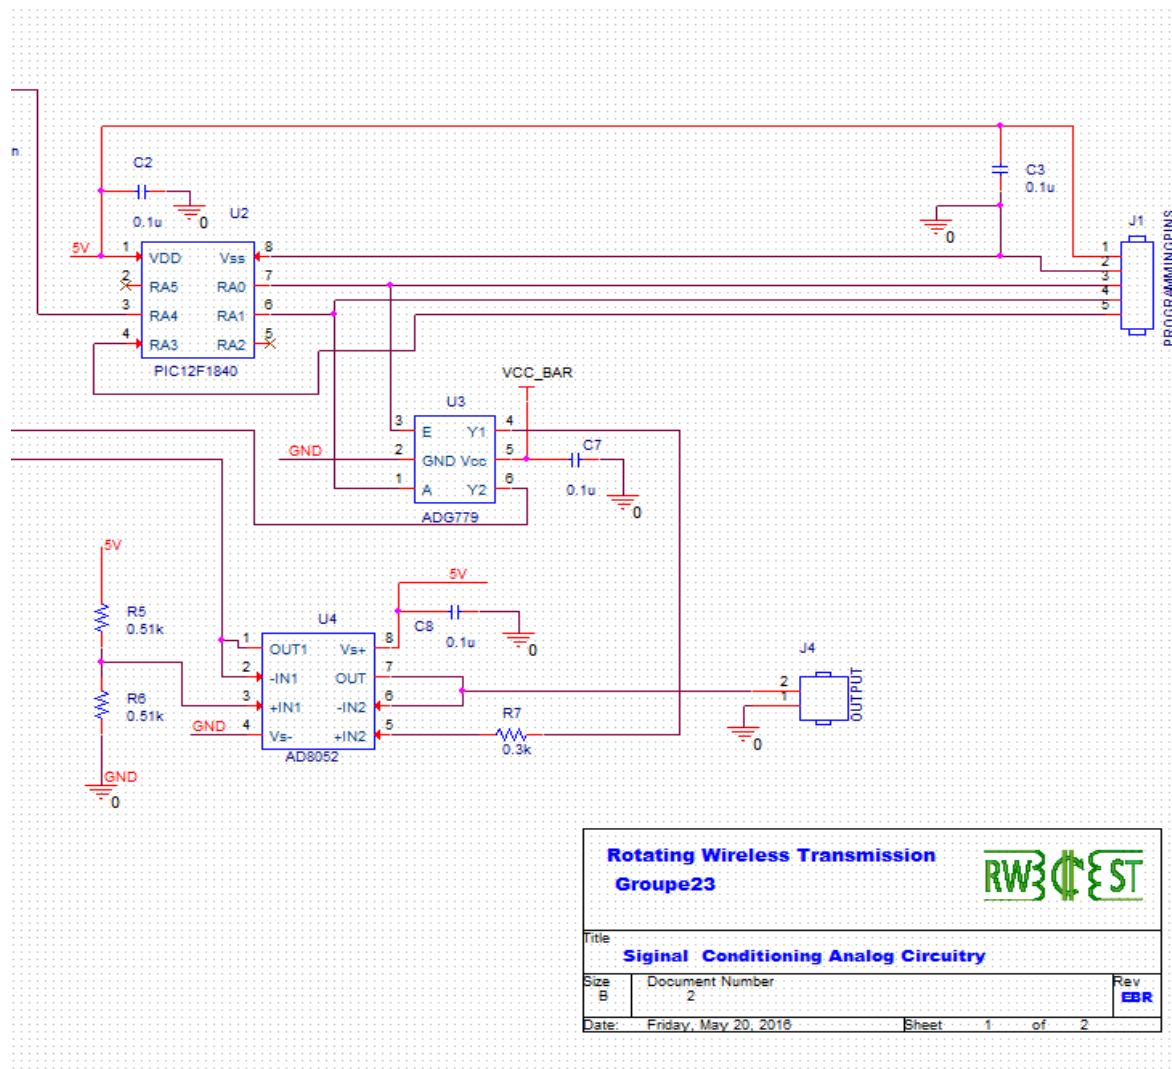 n
C2
0.1u
0
U2
5V
1
VDD
Vss
8
2
RA5
RA0
7
3
RA4
RA1
6
4
RA3
RA2
5
PIC12F1840
C3
0.1u
0
J1
1
2
3
4
5
PROGRAMMINGPINS
VCC_BAR
U3
3
E
Y1
4
GND
2
GND
Vcc
5
1
A
Y2
6
ADG779
C7
0.1u
0
5V
R5
0.51k
R6
0.51k
GND
0
U4
5V
C8
0.1u
0
1
OUT1
Vs+
8
2
-IN1
OUT
7
3
+IN1
-IN2
6
GND
4
Vs-
+IN2
5
AD8052
R7
0.3k
J4
2
1
OUTPUT
0
Rotating Wireless Transmission
Groupe23
RW
ST
Title
Siginal Conditioning Analog Circuitry
Size
B
Document Number
2
Rev
EBR
Date: Friday, May 20, 2016 Sheet 1 of 2